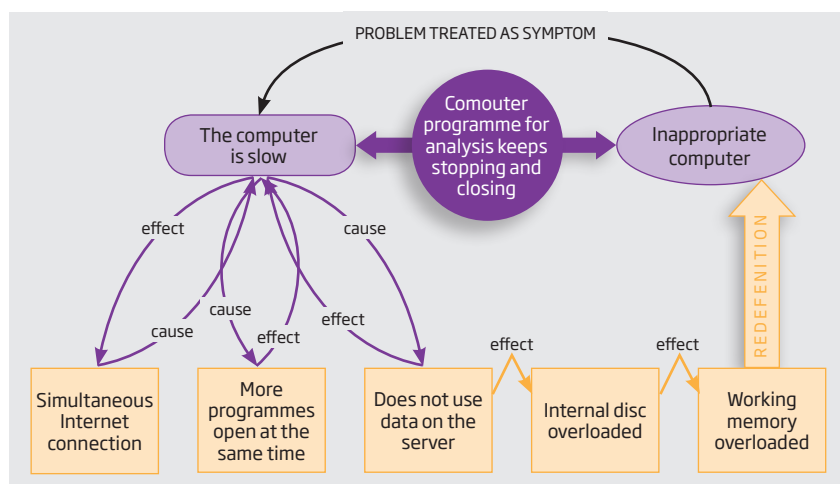 PROBLEM TREATED AS SYMPTOM
The computer
is slow
Comouter
programme for
analysis keeps
stopping and
closing
Inappropriate
computer
effect
cause
cause
effect
cause
effect
effect
effect
REDEFENITION
Simultaneous
Internet
connection
More
programmes
open at the
same time
Does not use
data on the
server
Internal disc
overloaded
Working
memory
overloaded